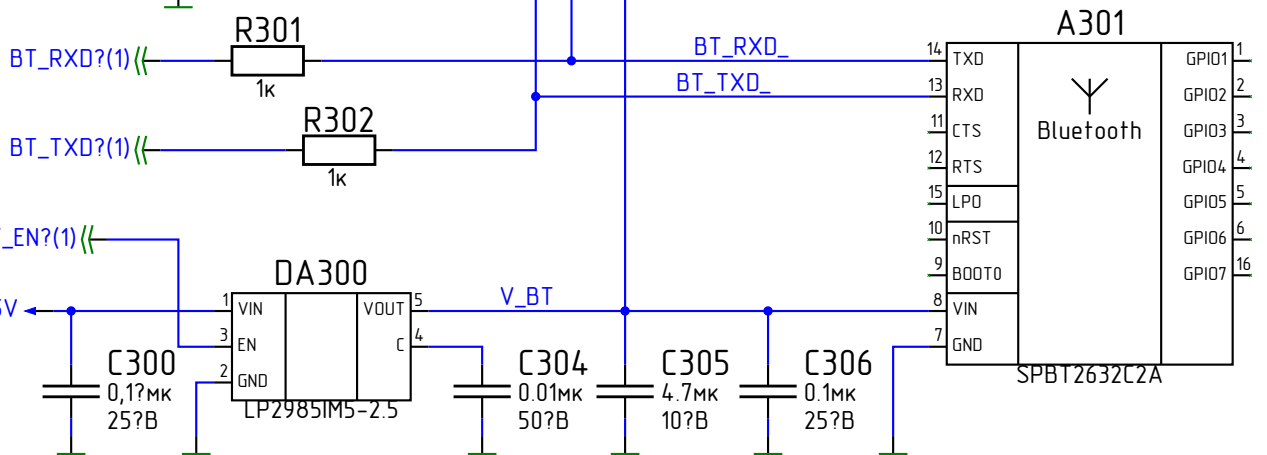 R301
BT_RXD?(1)
1к
BT_RXD_
BT_TXD_
R302
BT_TXD?(1)
1к
_EN?(1)
DA300
V
1 VIN
3 EN
2 GND
VOUT 5
C 4
LP2985IM5-2.5
V_BT
C300
0,1?мк
25?В
C304
0.01мк
50?В
C305
4.7мк
10?В
C306
0.1мк
25?В
A301
14 TXD
13 RXD
11 CTS
12 RTS
15 LPO
10 nRST
9 BOOT0
8 VIN
7 GND
Bluetooth
GPIO1 1
GPIO2 2
GPIO3 3
GPIO4 4
GPIO5 5
GPIO6 6
GPIO7 16
SPBT2632C2A